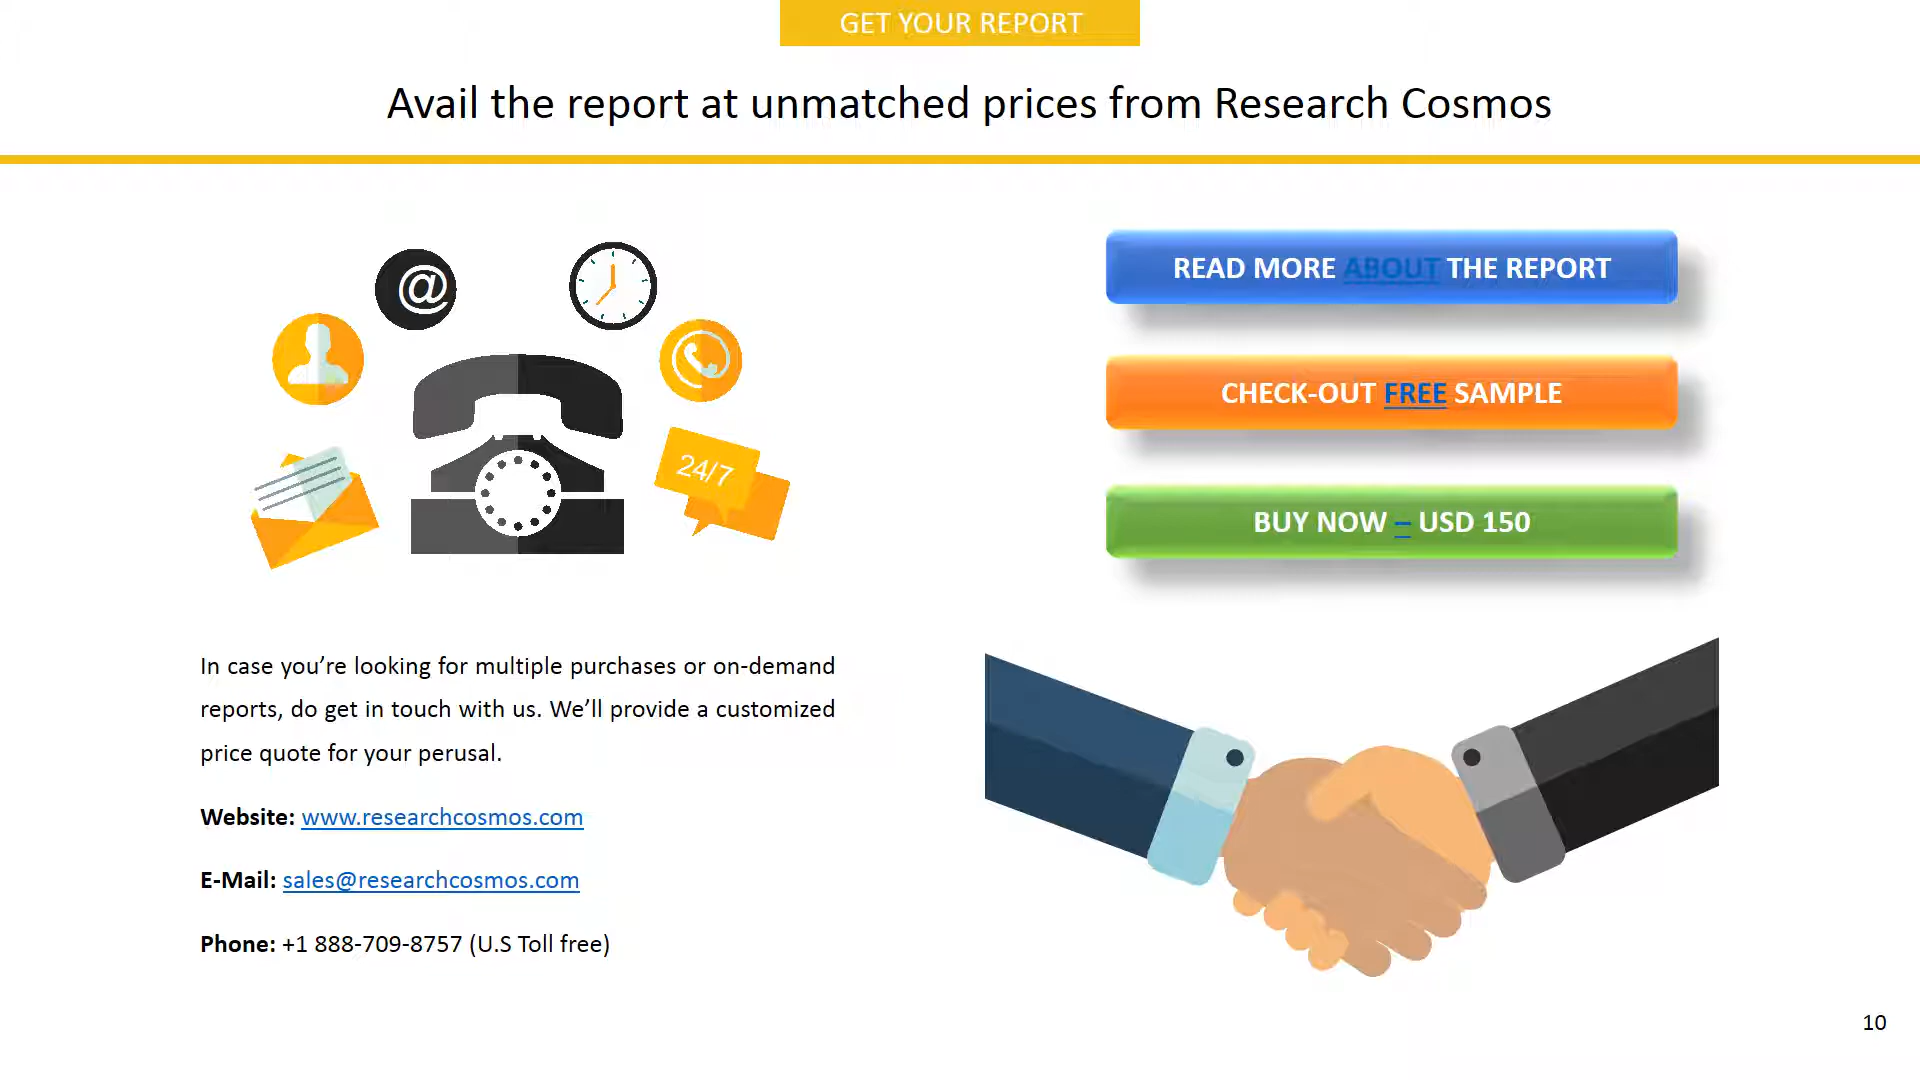 GET YOUR REPORT
Avail the report at unmatched prices from Research Cosmos
@
24/7
READ MORE ABOUT THE REPORT
CHECK-OUT FREE SAMPLE
BUY NOW – USD 150
In case you’re looking for multiple purchases or on-demand
reports, do get in touch with us. We’ll provide a customized
price quote for your perusal.
Website: www.researchcosmos.com
E-Mail: sales@researchcosmos.com
Phone: +1 888-709-8757 (U.S Toll free)
10